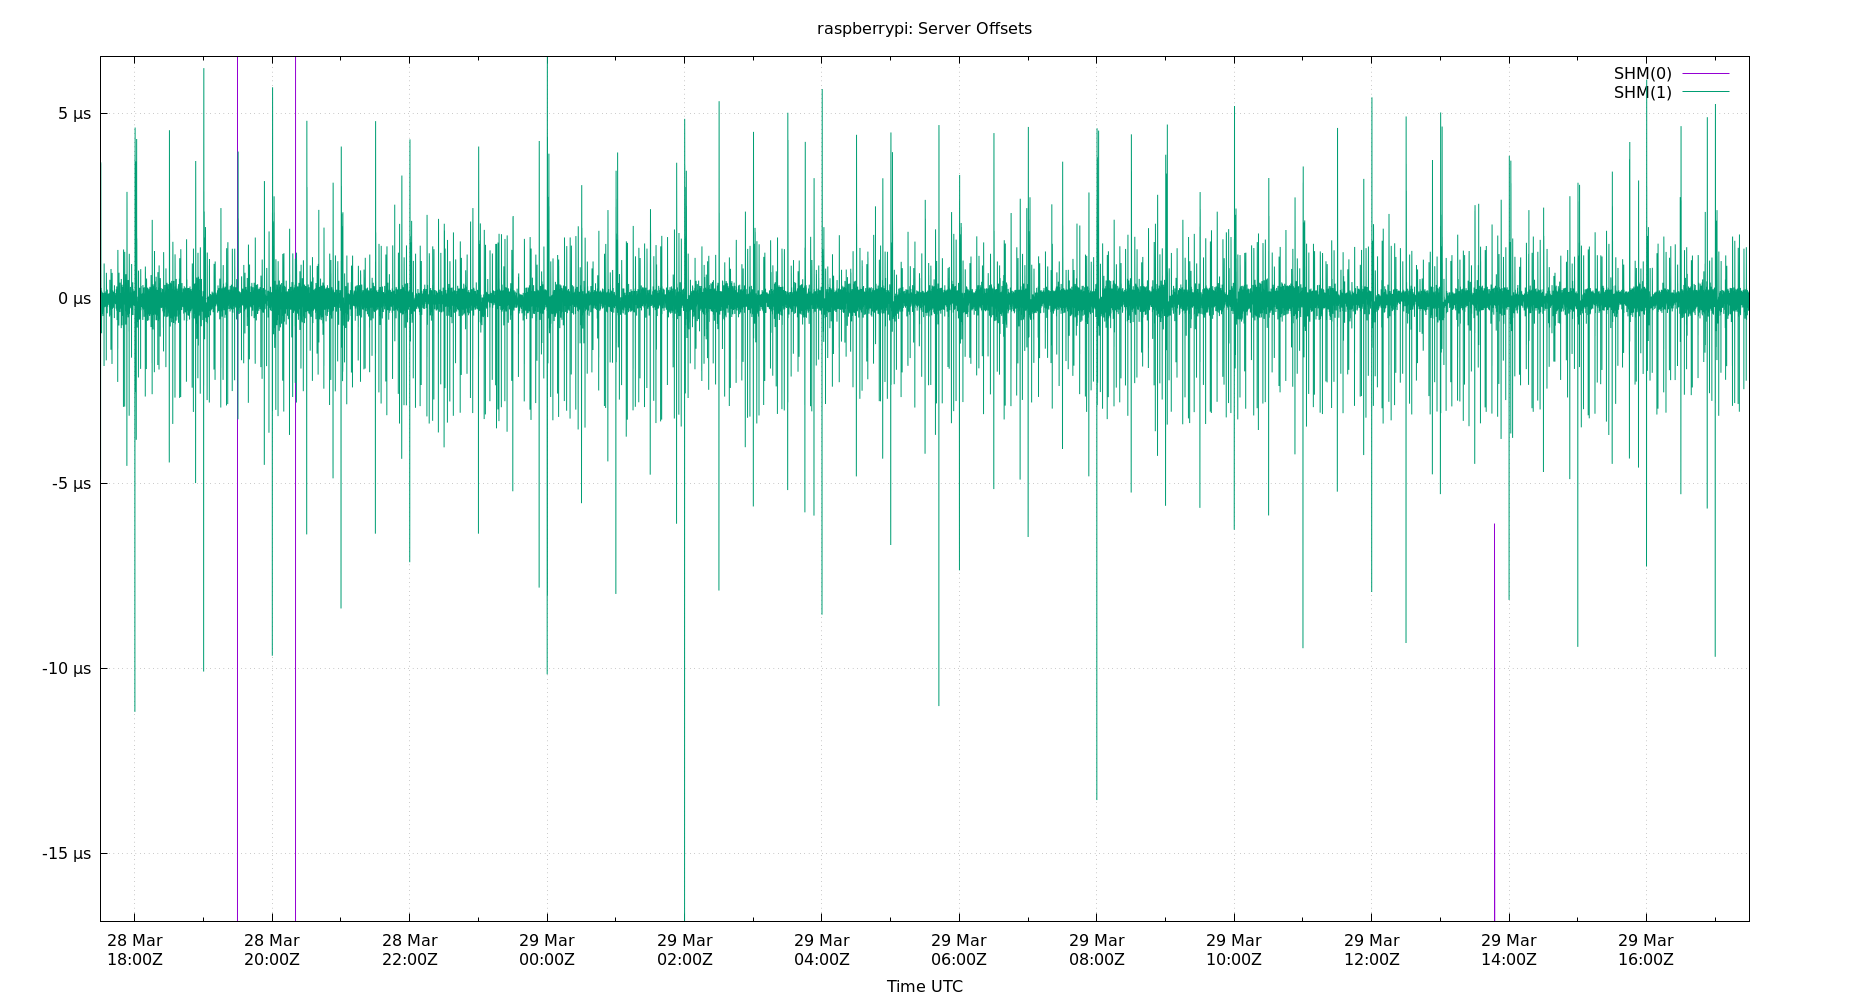 raspberrypi: Server Offsets
SHM(0)
SHM(1)
5 µs
0 µs
-5 µs
-10 µs
-15 µs
28 Mar 28 Mar 28 Mar 29 Mar 29 Mar 29 Mar 29 Mar 29 Mar 29 Mar 29 Mar 29 Mar 29 Mar
18:00Z 20:00Z 22:00Z 00:00Z 02:00Z 04:00Z 06:00Z 08:00Z 10:00Z 12:00Z 14:00Z 16:00Z
Time UTC